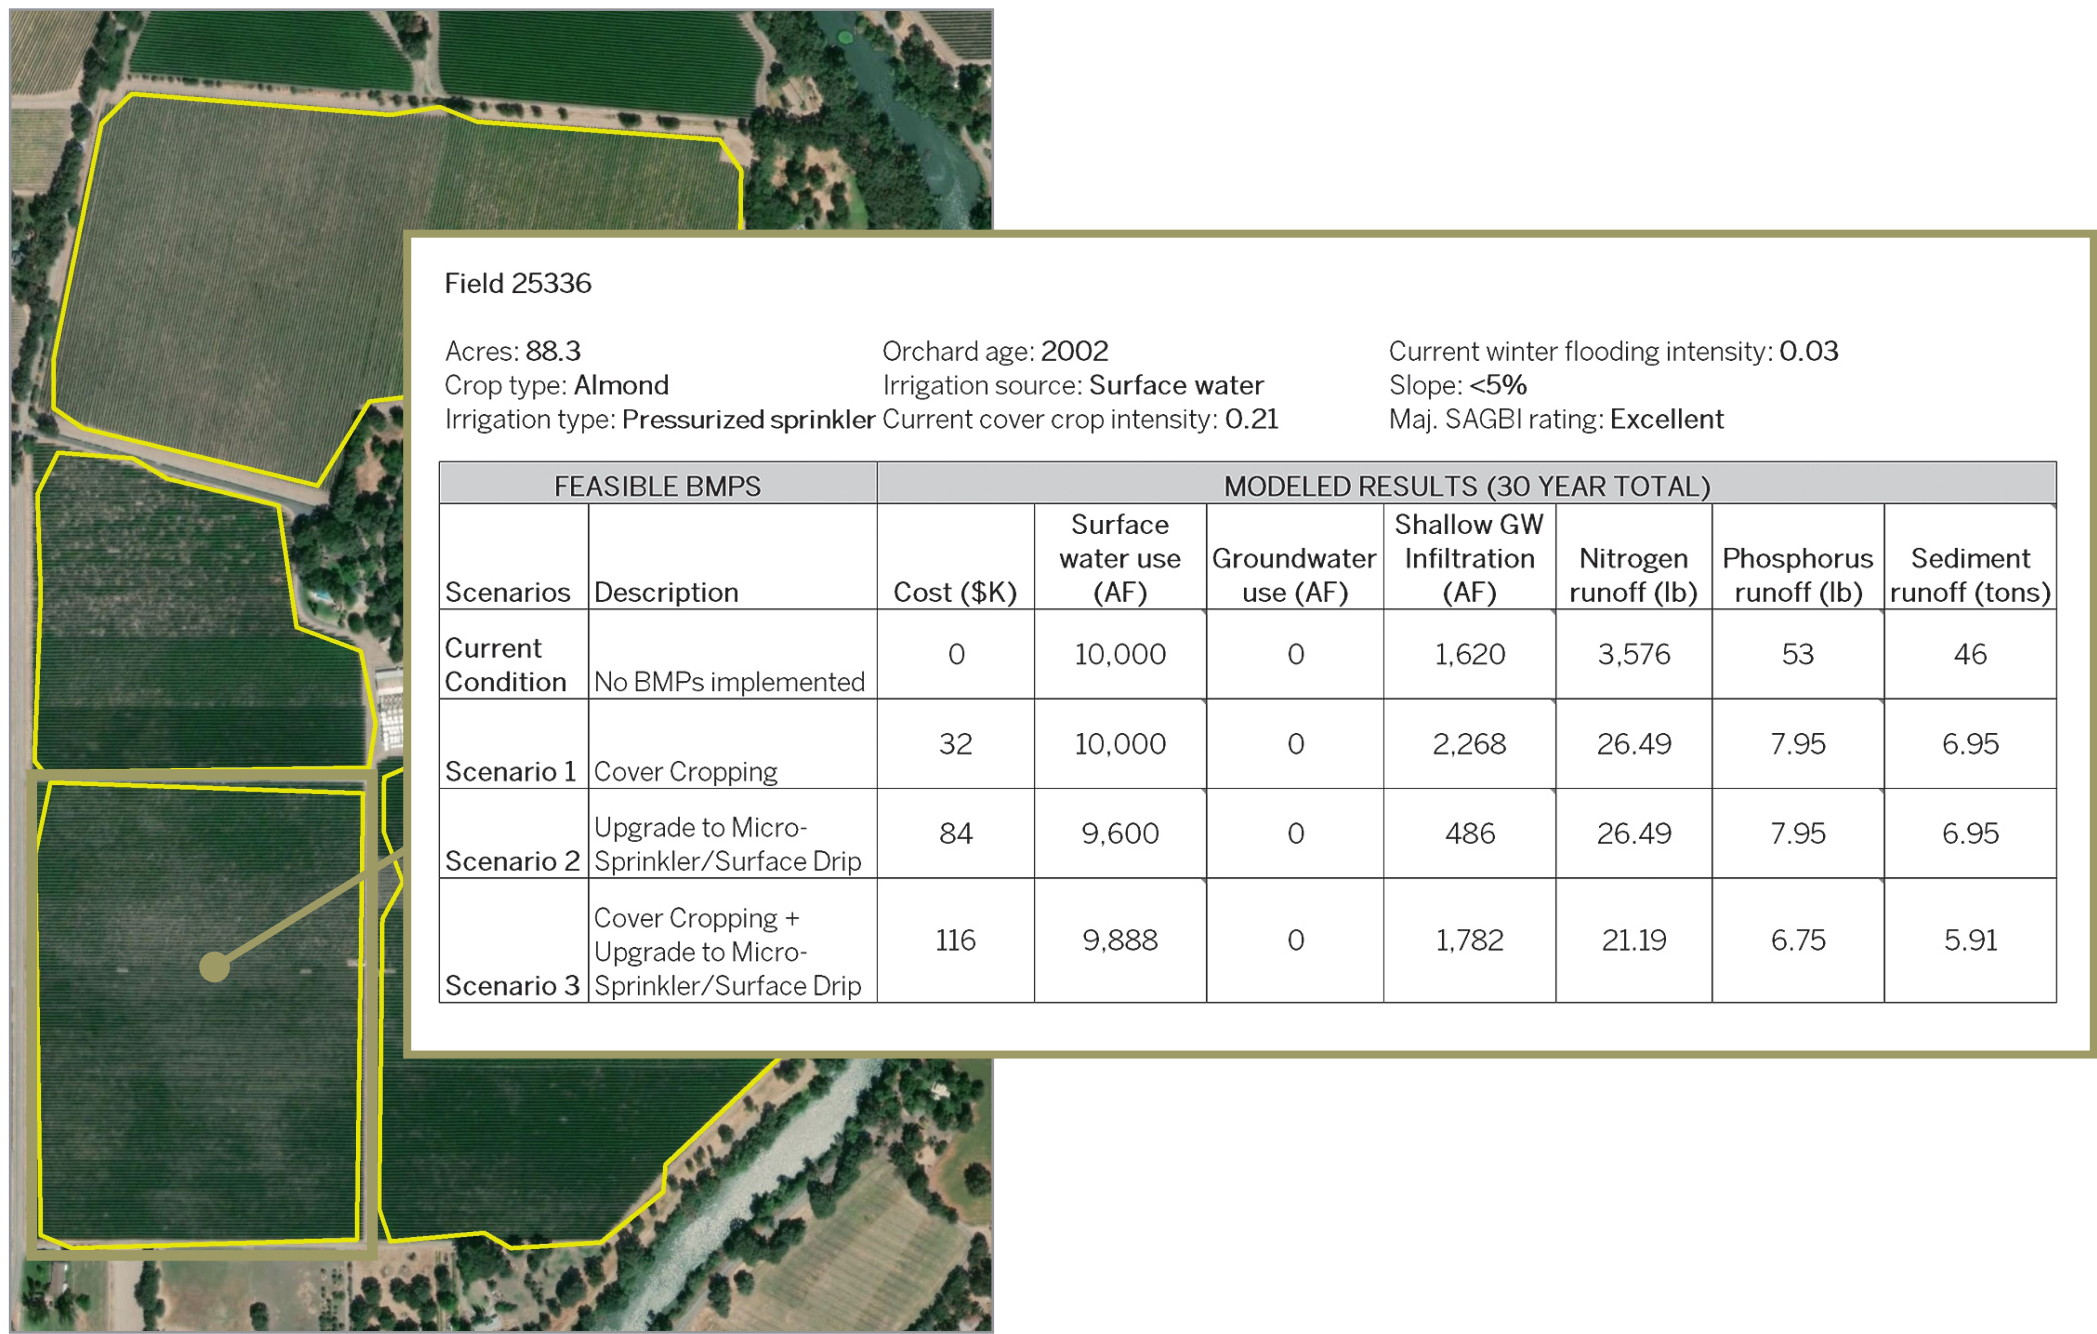 Field 25336
Acres: 88.3
Crop type: Almond
Irrigation type: Pressurized sprinkler
Orchard age: 2002
Irrigation source: Surface water
Current cover crop intensity: 0.21
Current winter flooding intensity: 0.03
Slope: <5%
Maj. SAGBI rating: Excellent
FEASIBLE BMPS
MODELED RESULTS (30 YEAR TOTAL)
Scenarios
Description
Cost ($K)
Surface
water use
(AF)
Groundwater
use (AF)
Shallow GW
Infiltration
(AF)
Nitrogen
runoff (lb)
Phosphorus
runoff (lb)
Sediment
runoff (tons)
Current
Condition
No BMPs implemented
0
10,000
0
1,620
3,576
53
46
Scenario 1
Cover Cropping
32
10,000
0
2,268
26.49
7.95
6.95
Scenario 2
Upgrade to Micro-
Sprinkler/Surface Drip
84
9,600
0
486
26.49
7.95
6.95
Scenario 3
Cover Cropping +
Upgrade to Micro-
Sprinkler/Surface Drip
116
9,888
0
1,782
21.19
6.75
5.91